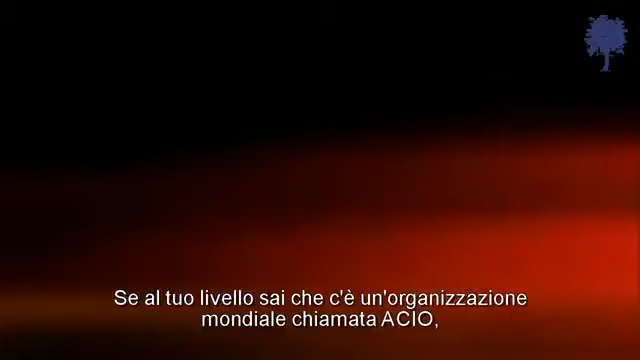 Se al tuo livello sai che c'è un'organizzazione
mondiale chiamata ACIO,